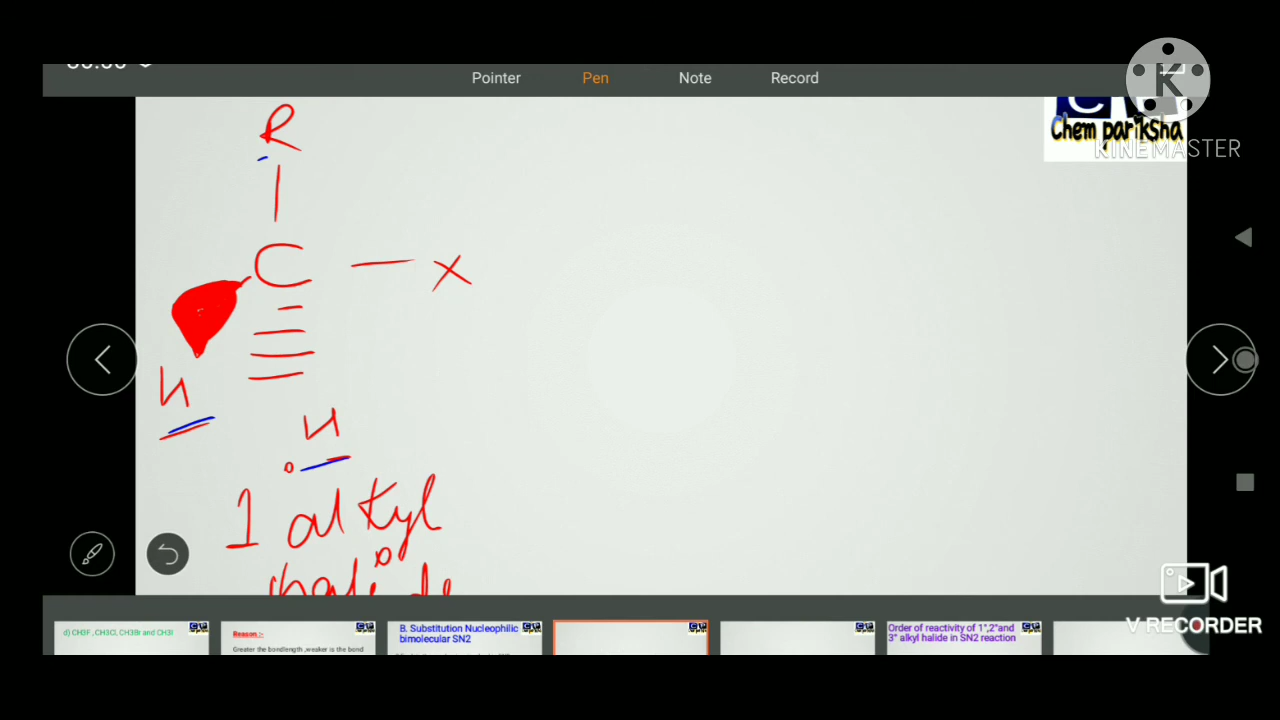 Pointer Pen Note Record
K
Chem pariksha
KINEMASTER
R
C — X
H
H
1° alkyl
halide
V RECORDER
d) CH3F , CH3Cl, CH3Br and CH3I
Reason :-
Greater the bondlength ,weaker is the bond
B. Substitution Nucleophilic
bimolecular SN2
Order of reactivity of 1°,2°and
3° alkyl halide in SN2 reaction